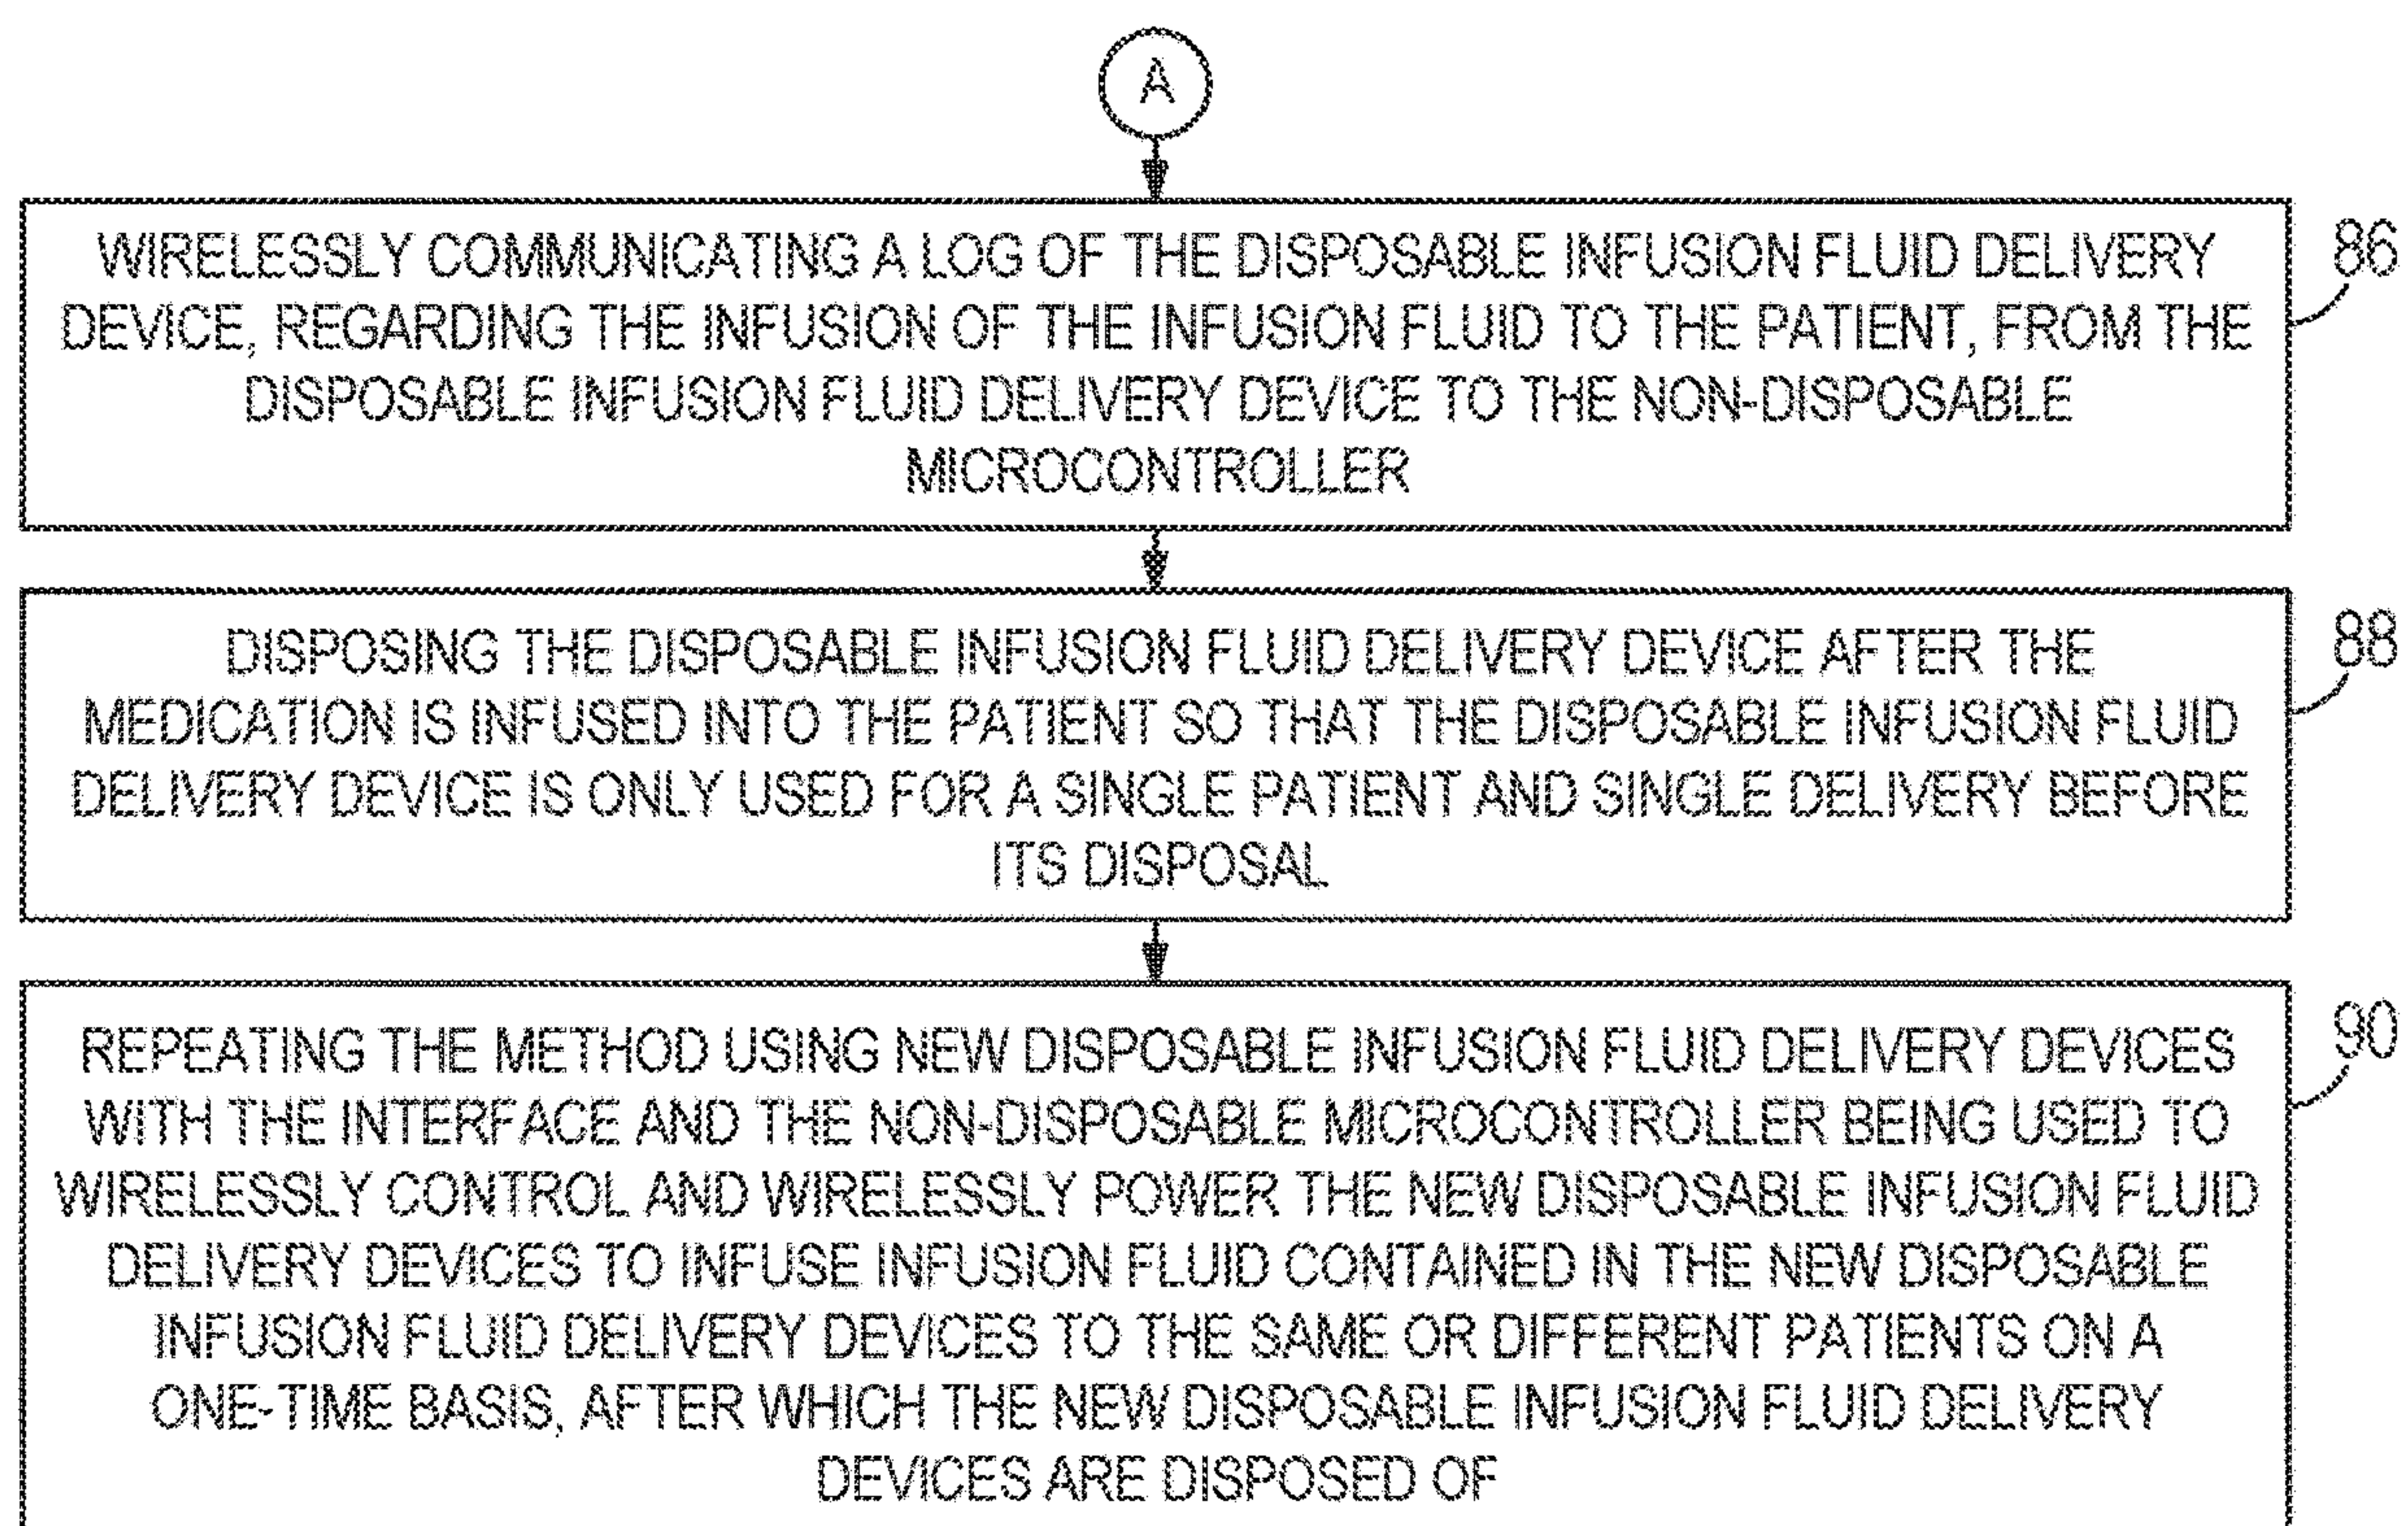 A
WIRELESSLY COMMUNICATING A LOG OF THE DISPOSABLE INFUSION FLUID DELIVERY
DEVICE, REGARDING THE INFUSION OF THE INFUSION FLUID TO THE PATIENT, FROM THE
DISPOSABLE INFUSION FLUID DELIVERY DEVICE TO THE NON-DISPOSABLE
MICROCONTROLLER
86
DISPOSING THE DISPOSABLE INFUSION FLUID DELIVERY DEVICE AFTER THE
MEDICATION IS INFUSED INTO THE PATIENT SO THAT THE DISPOSABLE INFUSION FLUID
DELIVERY DEVICE IS ONLY USED FOR A SINGLE PATIENT AND SINGLE DELIVERY BEFORE
ITS DISPOSAL
88
REPEATING THE METHOD USING NEW DISPOSABLE INFUSION FLUID DELIVERY DEVICES
WITH THE INTERFACE AND THE NON-DISPOSABLE MICROCONTROLLER BEING USED TO
WIRELESSLY CONTROL AND WIRELESSLY POWER THE NEW DISPOSABLE INFUSION FLUID
DELIVERY DEVICES TO INFUSE INFUSION FLUID CONTAINED IN THE NEW DISPOSABLE
INFUSION FLUID DELIVERY DEVICES TO THE SAME OR DIFFERENT PATIENTS ON A
ONE-TIME BASIS, AFTER WHICH THE NEW DISPOSABLE INFUSION FLUID DELIVERY
DEVICES ARE DISPOSED OF
90